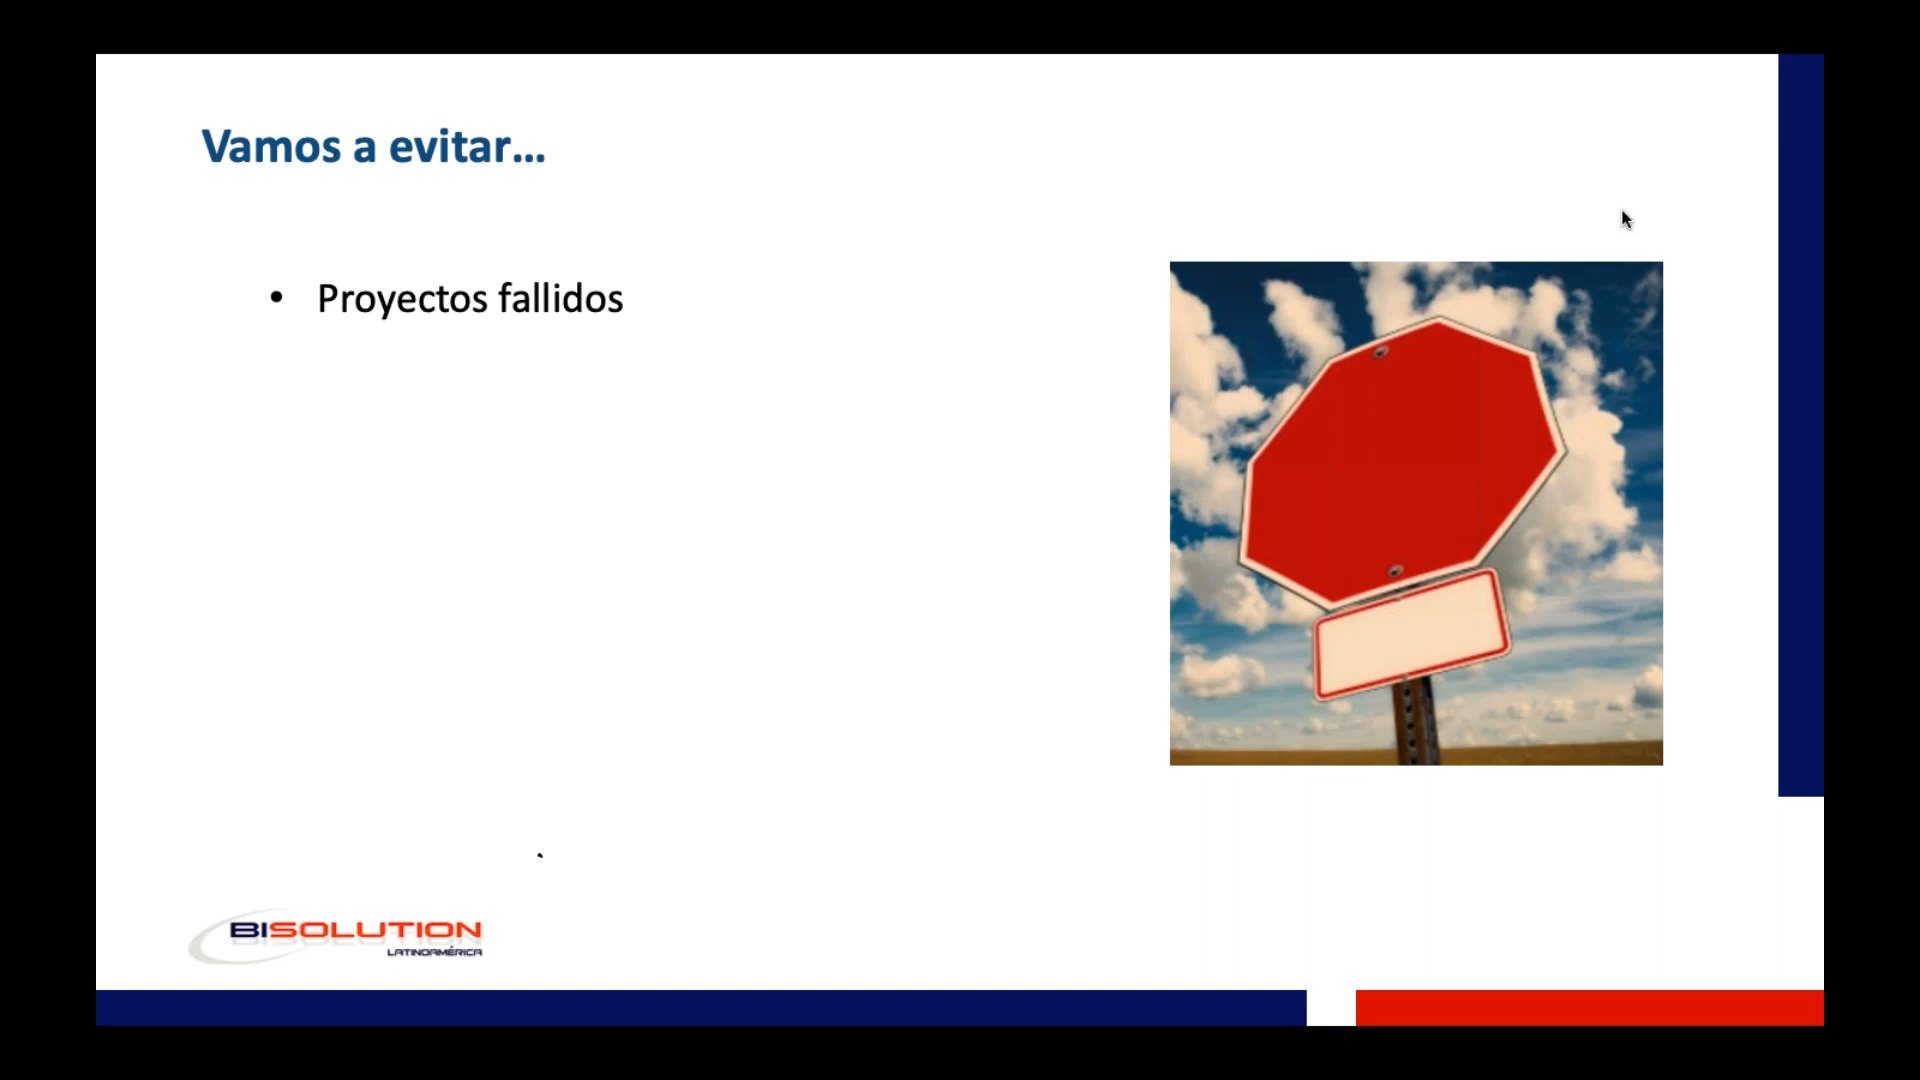 Vamos a evitar...
• Proyectos fallidos
BISOLUTION
LATINOAMÉRICA